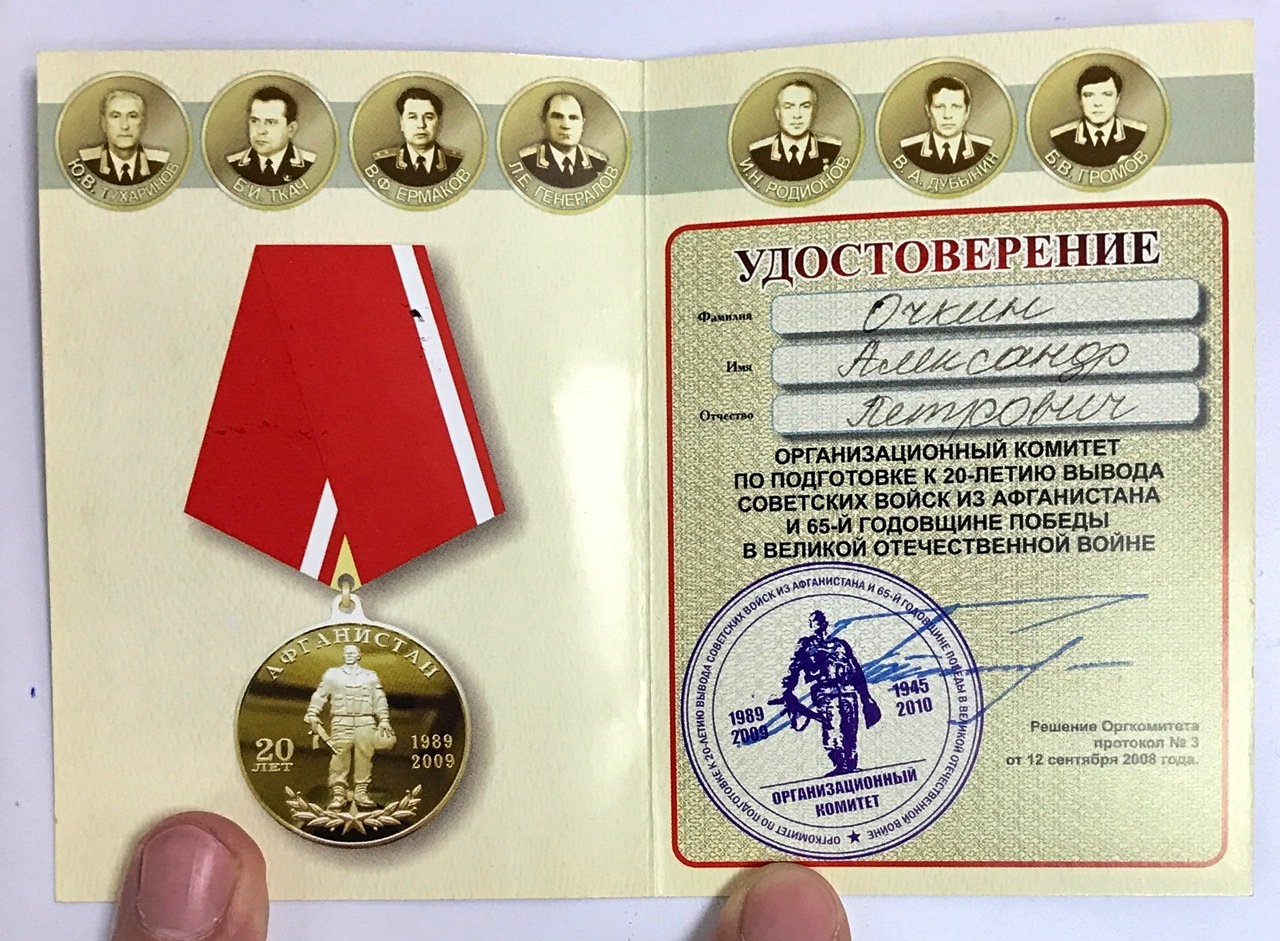 Ю.В. ТУХАРИНОВ
Б.И. ТКАЧ
В.Ф. ЕРМАКОВ
Л.Е. ГЕНЕРАЛОВ
АФГАНИСТАН
20
ЛЕТ
1989
2009
И.Н. РОДИОНОВ
В. А. ДУБЫНИН
Б.В. ГРОМОВ
УДОСТОВЕРЕНИЕ
Фамилия Очкин
Имя Александр
Отчество Петрович
ОРГАНИЗАЦИОННЫЙ КОМИТЕТ
ПО ПОДГОТОВКЕ К 20-ЛЕТИЮ ВЫВОДА
СОВЕТСКИХ ВОЙСК ИЗ АФГАНИСТАНА
И 65-Й ГОДОВЩИНЕ ПОБЕДЫ
В ВЕЛИКОЙ ОТЕЧЕСТВЕННОЙ ВОЙНЕ
ОРГКОМИТЕТ ПО ПОДГОТОВКЕ К 20-ЛЕТИЮ ВЫВОДА СОВЕТСКИХ ВОЙСК ИЗ АФГАНИСТАНА И 65-Й ГОДОВЩИНЕ ПОБЕДЫ В ВЕЛИКОЙ ОТЕЧЕСТВЕННОЙ ВОЙНЕ
1989
2009
1945
2010
ОРГАНИЗАЦИОННЫЙ
КОМИТЕТ
Решение Оргкомитета
протокол № 3
от 12 сентября 2008 года.